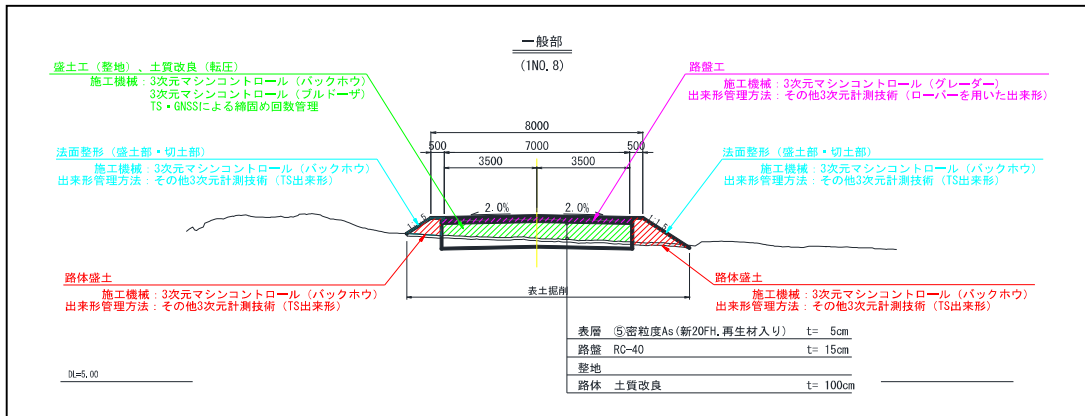 一般部
(1NO. 8)
盛土工（整地）、土質改良（転圧）
施工機械：3次元マシンコントロール（バックホウ）
3次元マシンコントロール（ブルドーザ）
TS・GNSSによる締固め回数管理
路盤工
施工機械：3次元マシンコントロール（グレーダー）
出来形管理方法：その他3次元計測技術（ローバーを用いた出来形）
8000
500 7000 500
3500 3500
法面整形（盛土部・切土部）
施工機械：3次元マシンコントロール（バックホウ）
出来形管理方法：その他3次元計測技術（TS出来形）
法面整形（盛土部・切土部）
施工機械：3次元マシンコントロール（バックホウ）
出来形管理方法：その他3次元計測技術（TS出来形）
2.0% 2.0%
路体盛土
施工機械：3次元マシンコントロール（バックホウ）
出来形管理方法：その他3次元計測技術（TS出来形）
表土掘削
路体盛土
施工機械：3次元マシンコントロール（バックホウ）
出来形管理方法：その他3次元計測技術（TS出来形）
表層 ⑤密粒度As(新20FH.再生材入り) t= 5cm
路盤 RC-40 t= 15cm
整地
路体 土質改良 t= 100cm
DL=5.00